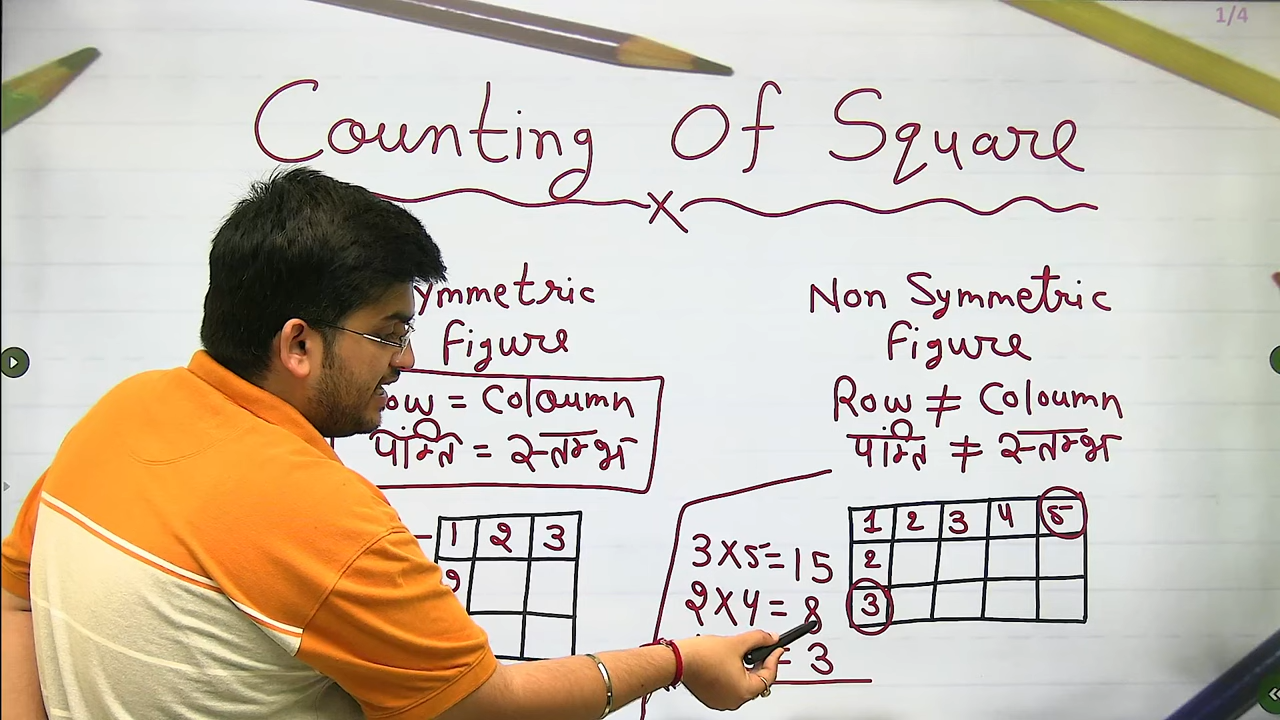 1/4
Counting Of Square
ymmetric
Figure
ow = Coloumn
पंक्ति = स्तम्भ
1 2 3
2
Non Symmetric
Figure
Row ≠ Coloumn
पंक्ति ≠ स्तम्भ
3×5=15
2×4=8
= 3
1 2 3 4 5
2
3